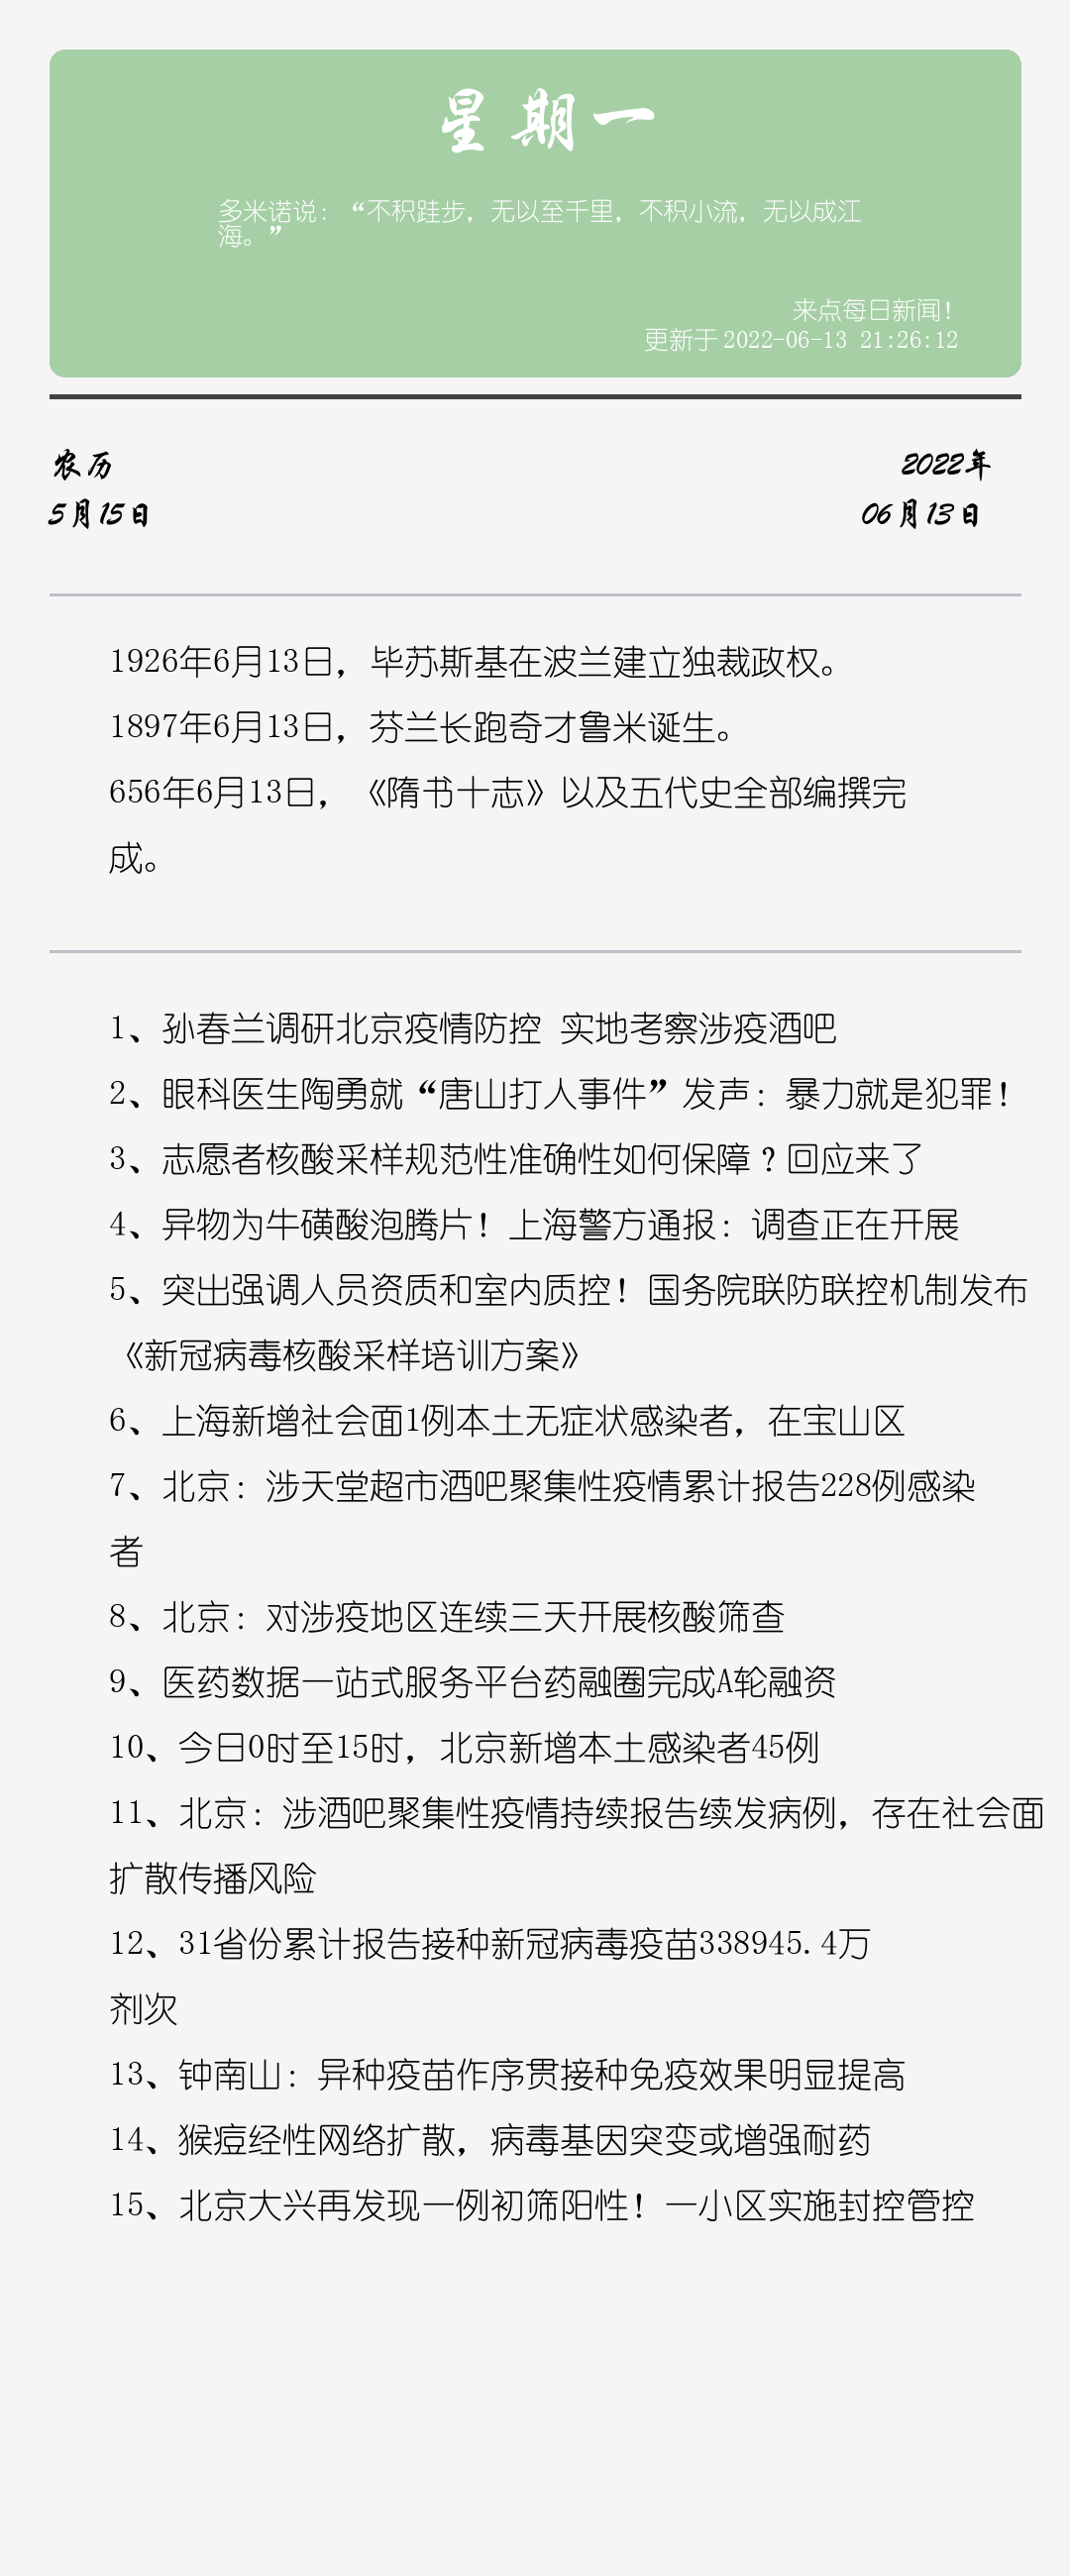 星期一
多米诺说：“不积跬步，无以至千里，不积小流，无以成江
海。”
来点每日新闻！
更新于2022-06-13 21:26:12
农历
2022年
5月15日
06月13日
1926年6月13日，毕苏斯基在波兰建立独裁政权。
1897年6月13日，芬兰长跑奇才鲁米诞生。
656年6月13日，《隋书十志》以及五代史全部编撰完
成。
1、孙春兰调研北京疫情防控 实地考察涉疫酒吧
2、眼科医生陶勇就“唐山打人事件”发声：暴力就是犯罪！
3、志愿者核酸采样规范性准确性如何保障？回应来了
4、异物为牛磺酸泡腾片！上海警方通报：调查正在开展
5、突出强调人员资质和室内质控！国务院联防联控机制发布
《新冠病毒核酸采样培训方案》
6、上海新增社会面1例本土无症状感染者，在宝山区
7、北京：涉天堂超市酒吧聚集性疫情累计报告228例感染
者
8、北京：对涉疫地区连续三天开展核酸筛查
9、医药数据一站式服务平台药融圈完成A轮融资
10、今日0时至15时，北京新增本土感染者45例
11、北京：涉酒吧聚集性疫情持续报告续发病例，存在社会面
扩散传播风险
12、31省份累计报告接种新冠病毒疫苗338945.4万
剂次
13、钟南山：异种疫苗作序贯接种免疫效果明显提高
14、猴痘经性网络扩散，病毒基因突变或增强耐药
15、北京大兴再发现一例初筛阳性！一小区实施封控管控